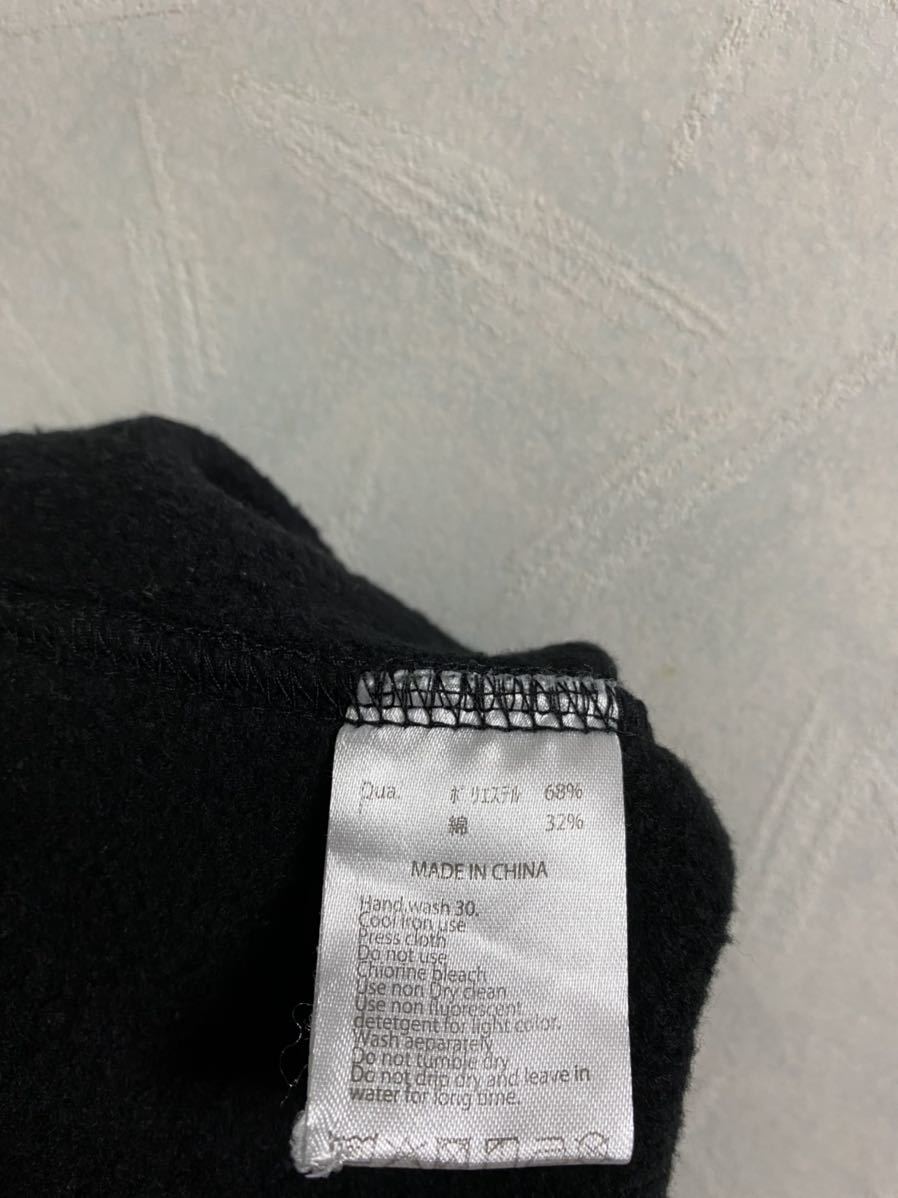 Qua. ポリエステル 68%
綿 32%
MADE IN CHINA
Hand wash 30.
Cool iron use
Press cloth
Do not use
Chiorine bleach
Use non Dry clean
Use non fluorescent
detetgent for light color.
Wash aeparately
Do not tumble dry
Do not drip dry and leave in
water for long time.